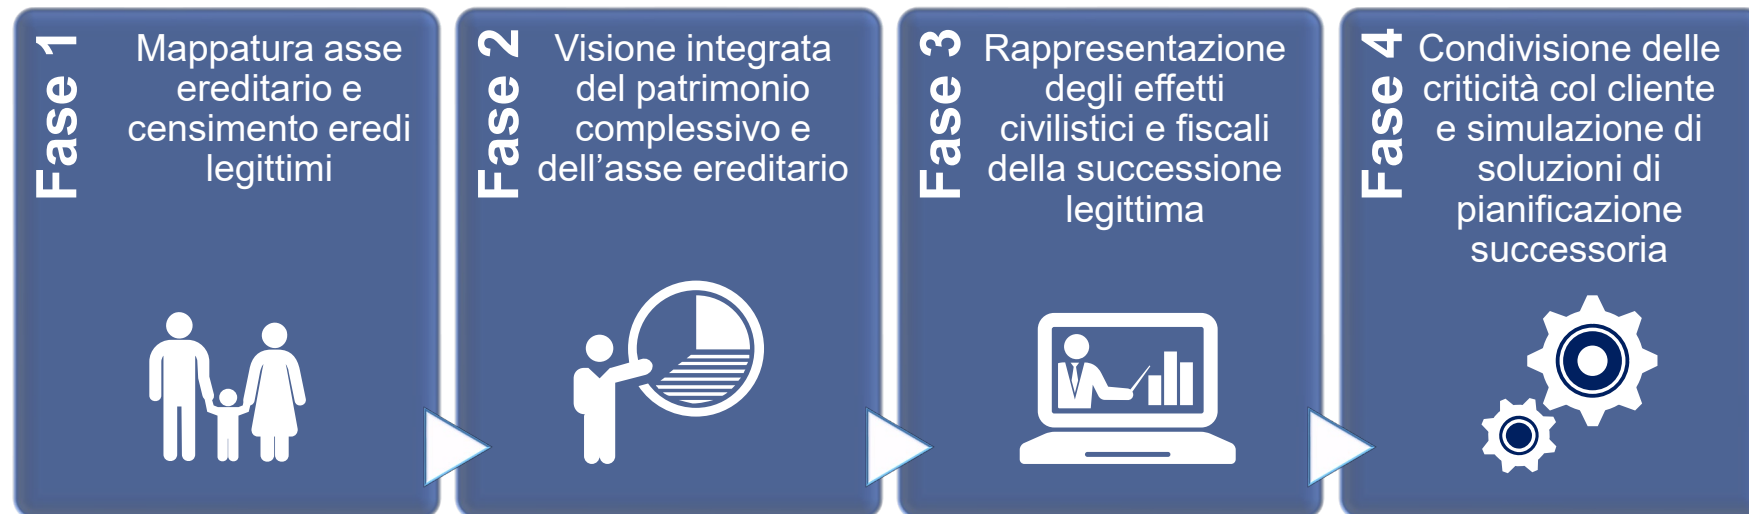 Fase 1
Mappatura asse
ereditario e
censimento eredi
legittimi
Fase 2
Visione integrata
del patrimonio
complessivo e
dell’asse ereditario
Fase 3
Rappresentazione
degli effetti
civilistici e fiscali
della successione
legittima
Fase 4
Condivisione delle
criticità col cliente
e simulazione di
soluzioni di
pianificazione
successoria